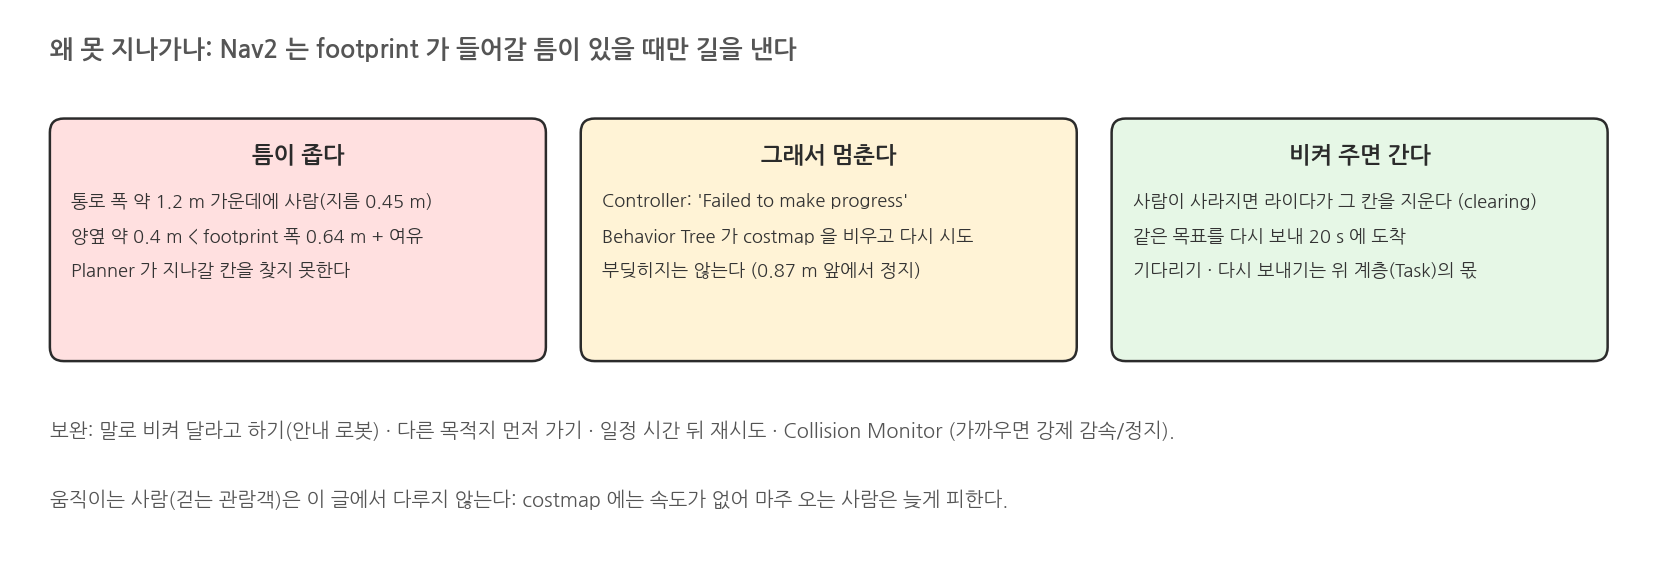 왜 못 지나가나: Nav2 는 footprint 가 들어갈 틈이 있을 때만 길을 낸다
틈이 좁다
통로 폭 약 1.2 m 가운데에 사람(지름 0.45 m)
양옆 약 0.4 m < footprint 폭 0.64 m + 여유
Planner 가 지나갈 칸을 찾지 못한다
그래서 멈춘다
Controller: 'Failed to make progress'
Behavior Tree 가 costmap 을 비우고 다시 시도
부딪히지는 않는다 (0.87 m 앞에서 정지)
비켜 주면 간다
사람이 사라지면 라이다가 그 칸을 지운다 (clearing)
같은 목표를 다시 보내 20 s 에 도착
기다리기 · 다시 보내기는 위 계층(Task)의 몫
보완: 말로 비켜 달라고 하기(안내 로봇) · 다른 목적지 먼저 가기 · 일정 시간 뒤 재시도 · Collision Monitor (가까우면 강제 감속/정지).
움직이는 사람(걷는 관람객)은 이 글에서 다루지 않는다: costmap 에는 속도가 없어 마주 오는 사람은 늦게 피한다.